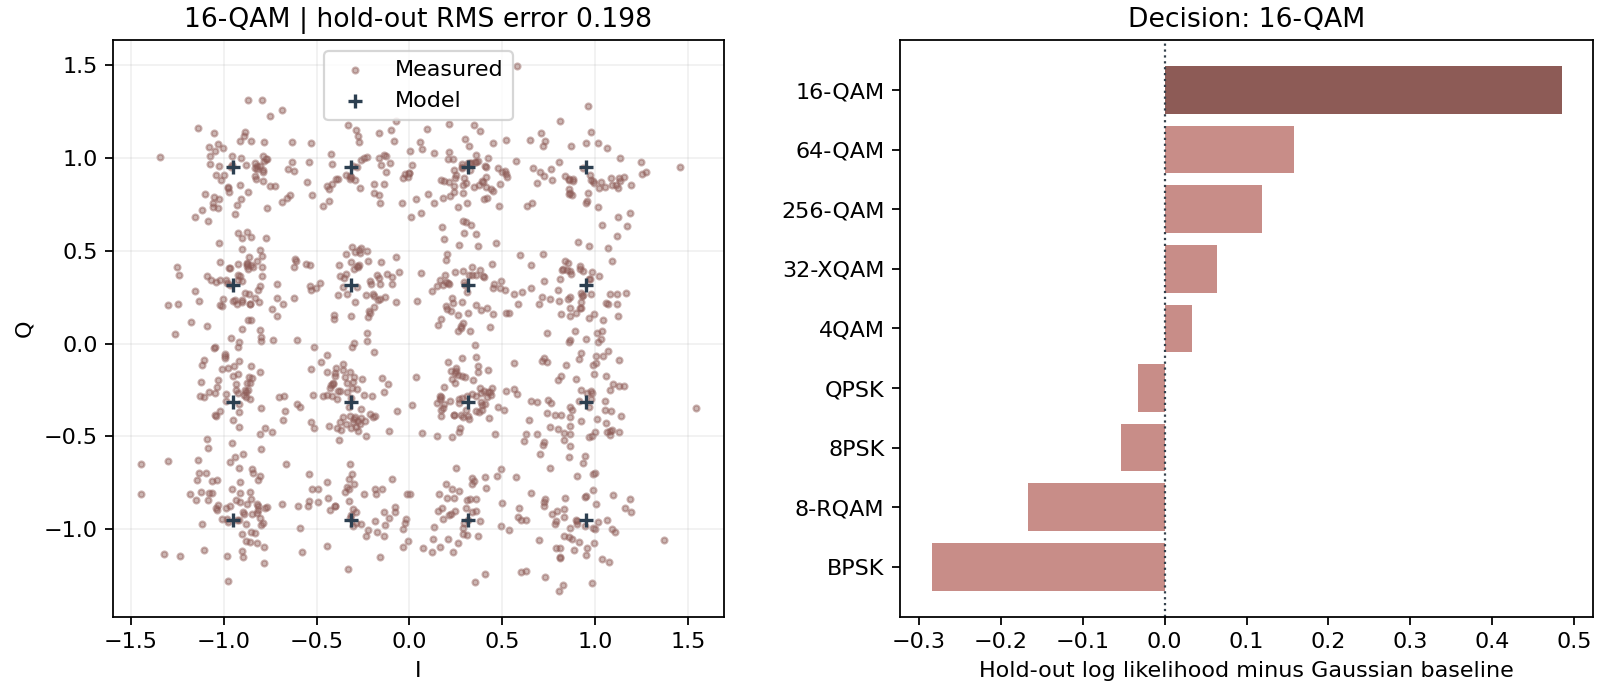 16-QAM | hold-out RMS error 0.198
Measured
Model
1.5
1.0
0.5
0.0
−0.5
−1.0
Q
−1.5
−1.0
−0.5
0.0
0.5
1.0
1.5
I
Decision: 16-QAM
16-QAM
64-QAM
256-QAM
32-XQAM
4QAM
QPSK
8PSK
8-RQAM
BPSK
−0.3
−0.2
−0.1
0.0
0.1
0.2
0.3
0.4
0.5
Hold-out log likelihood minus Gaussian baseline